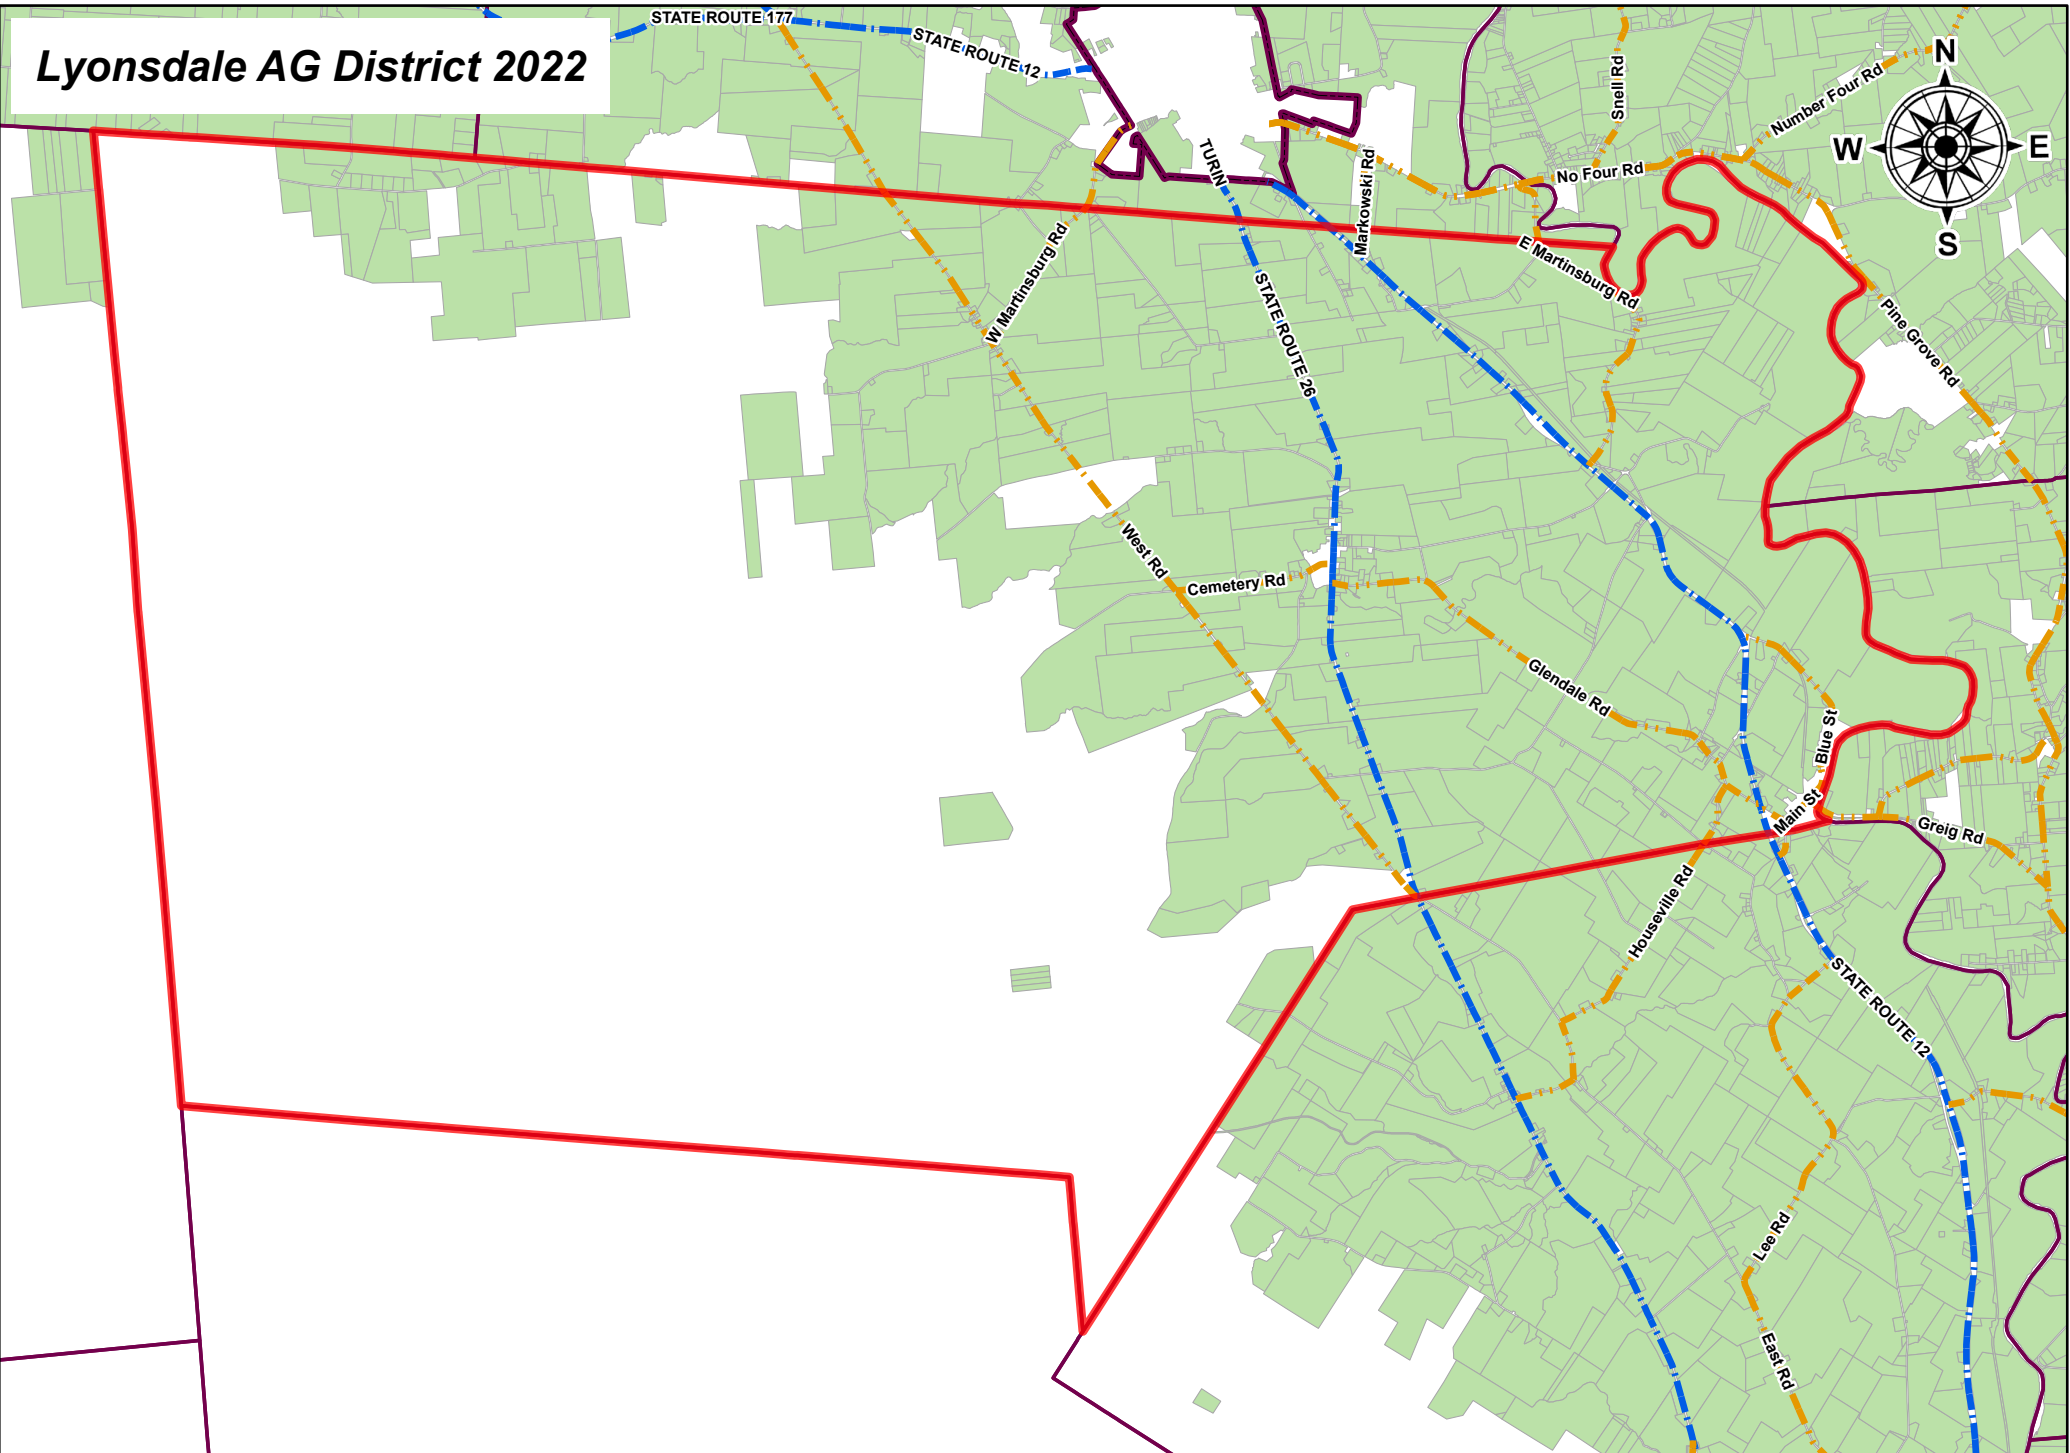 Lyonsdale AG District 2022
STATE ROUTE 177
STATE ROUTE 12
N
W
E
S
Snell Rd
Number Four Rd
No Four Rd
TURIN
Markowski Rd
W Martinsburg Rd
E Martinsburg Rd
STATE ROUTE 26
Pine Grove Rd
West Rd
Cemetery Rd
Glendale Rd
Blue St
Main St
Greig Rd
Houseville Rd
STATE ROUTE 12
Lee Rd
East Rd